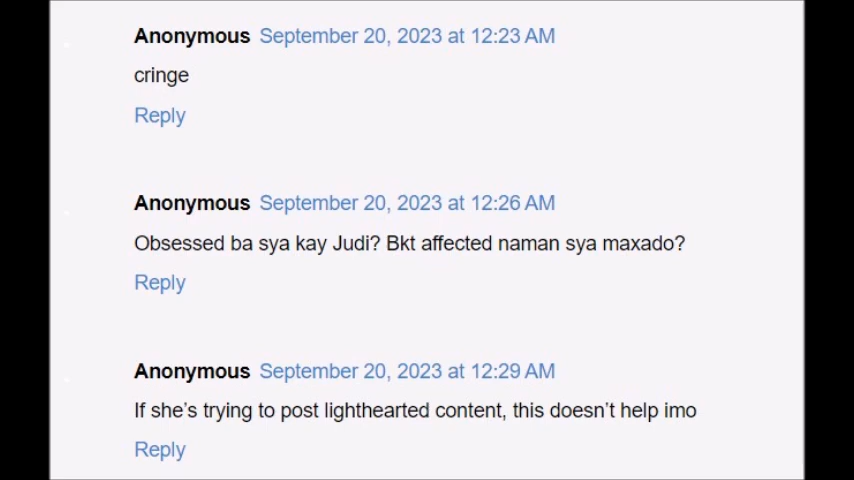 Anonymous September 20, 2023 at 12:23 AM
cringe
Reply
Anonymous September 20, 2023 at 12:26 AM
Obsessed ba sya kay Judi? Bkt affected naman sya maxado?
Reply
Anonymous September 20, 2023 at 12:29 AM
If she's trying to post lighthearted content, this doesn't help imo
Reply